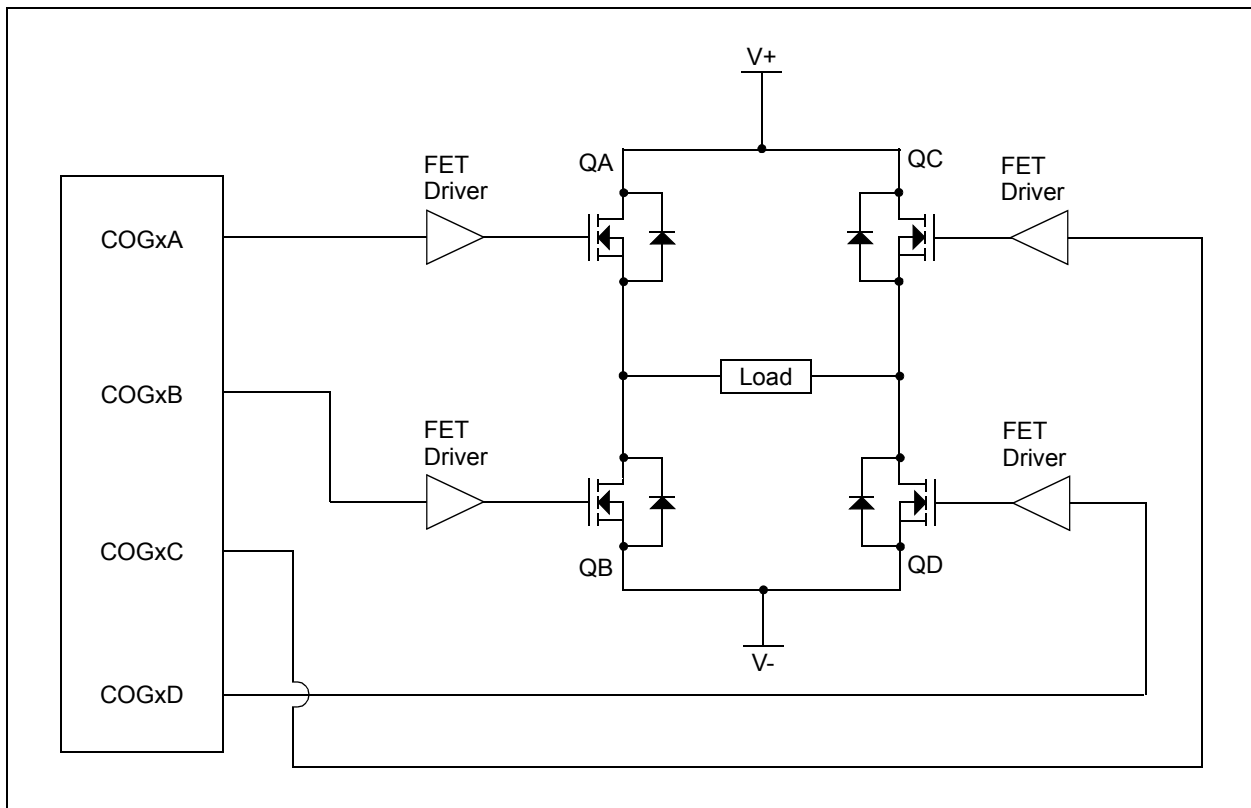 V+
QA
QC
FET
Driver
FET
Driver
COGxA
Load
COGxB
FET
Driver
FET
Driver
COGxC
QB
QD
V-
COGxD